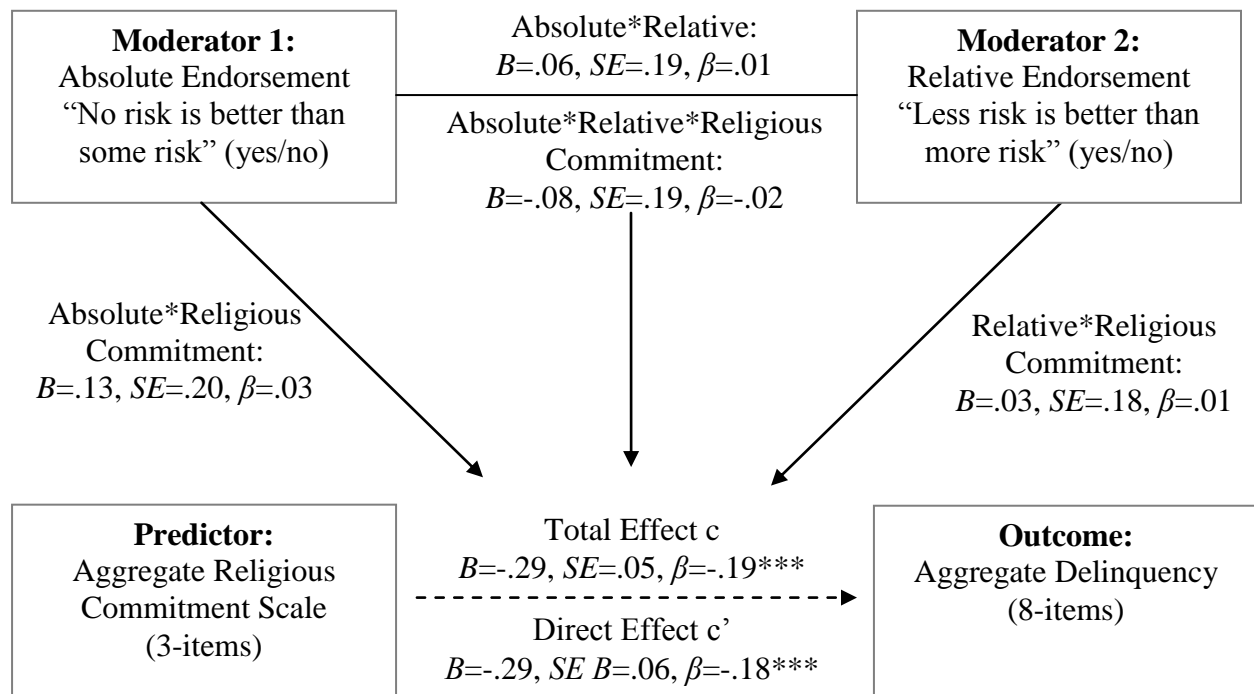 Moderator 1:
Absolute Endorsement
“No risk is better than
some risk” (yes/no)
Absolute*Relative:
B=.06, SE=.19, β=.01
Absolute*Relative*Religious
Commitment:
B=-.08, SE=.19, β=-.02
Moderator 2:
Relative Endorsement
“Less risk is better than
more risk” (yes/no)
Absolute*Religious
Commitment:
B=.13, SE=.20, β=.03
Relative*Religious
Commitment:
B=.03, SE=.18, β=.01
Predictor:
Aggregate Religious
Commitment Scale
(3-items)
Total Effect c
B=-.29, SE=.05, β=-.19***
Direct Effect c’
B=-.29, SE B=.06, β=-.18***
Outcome:
Aggregate Delinquency
(8-items)